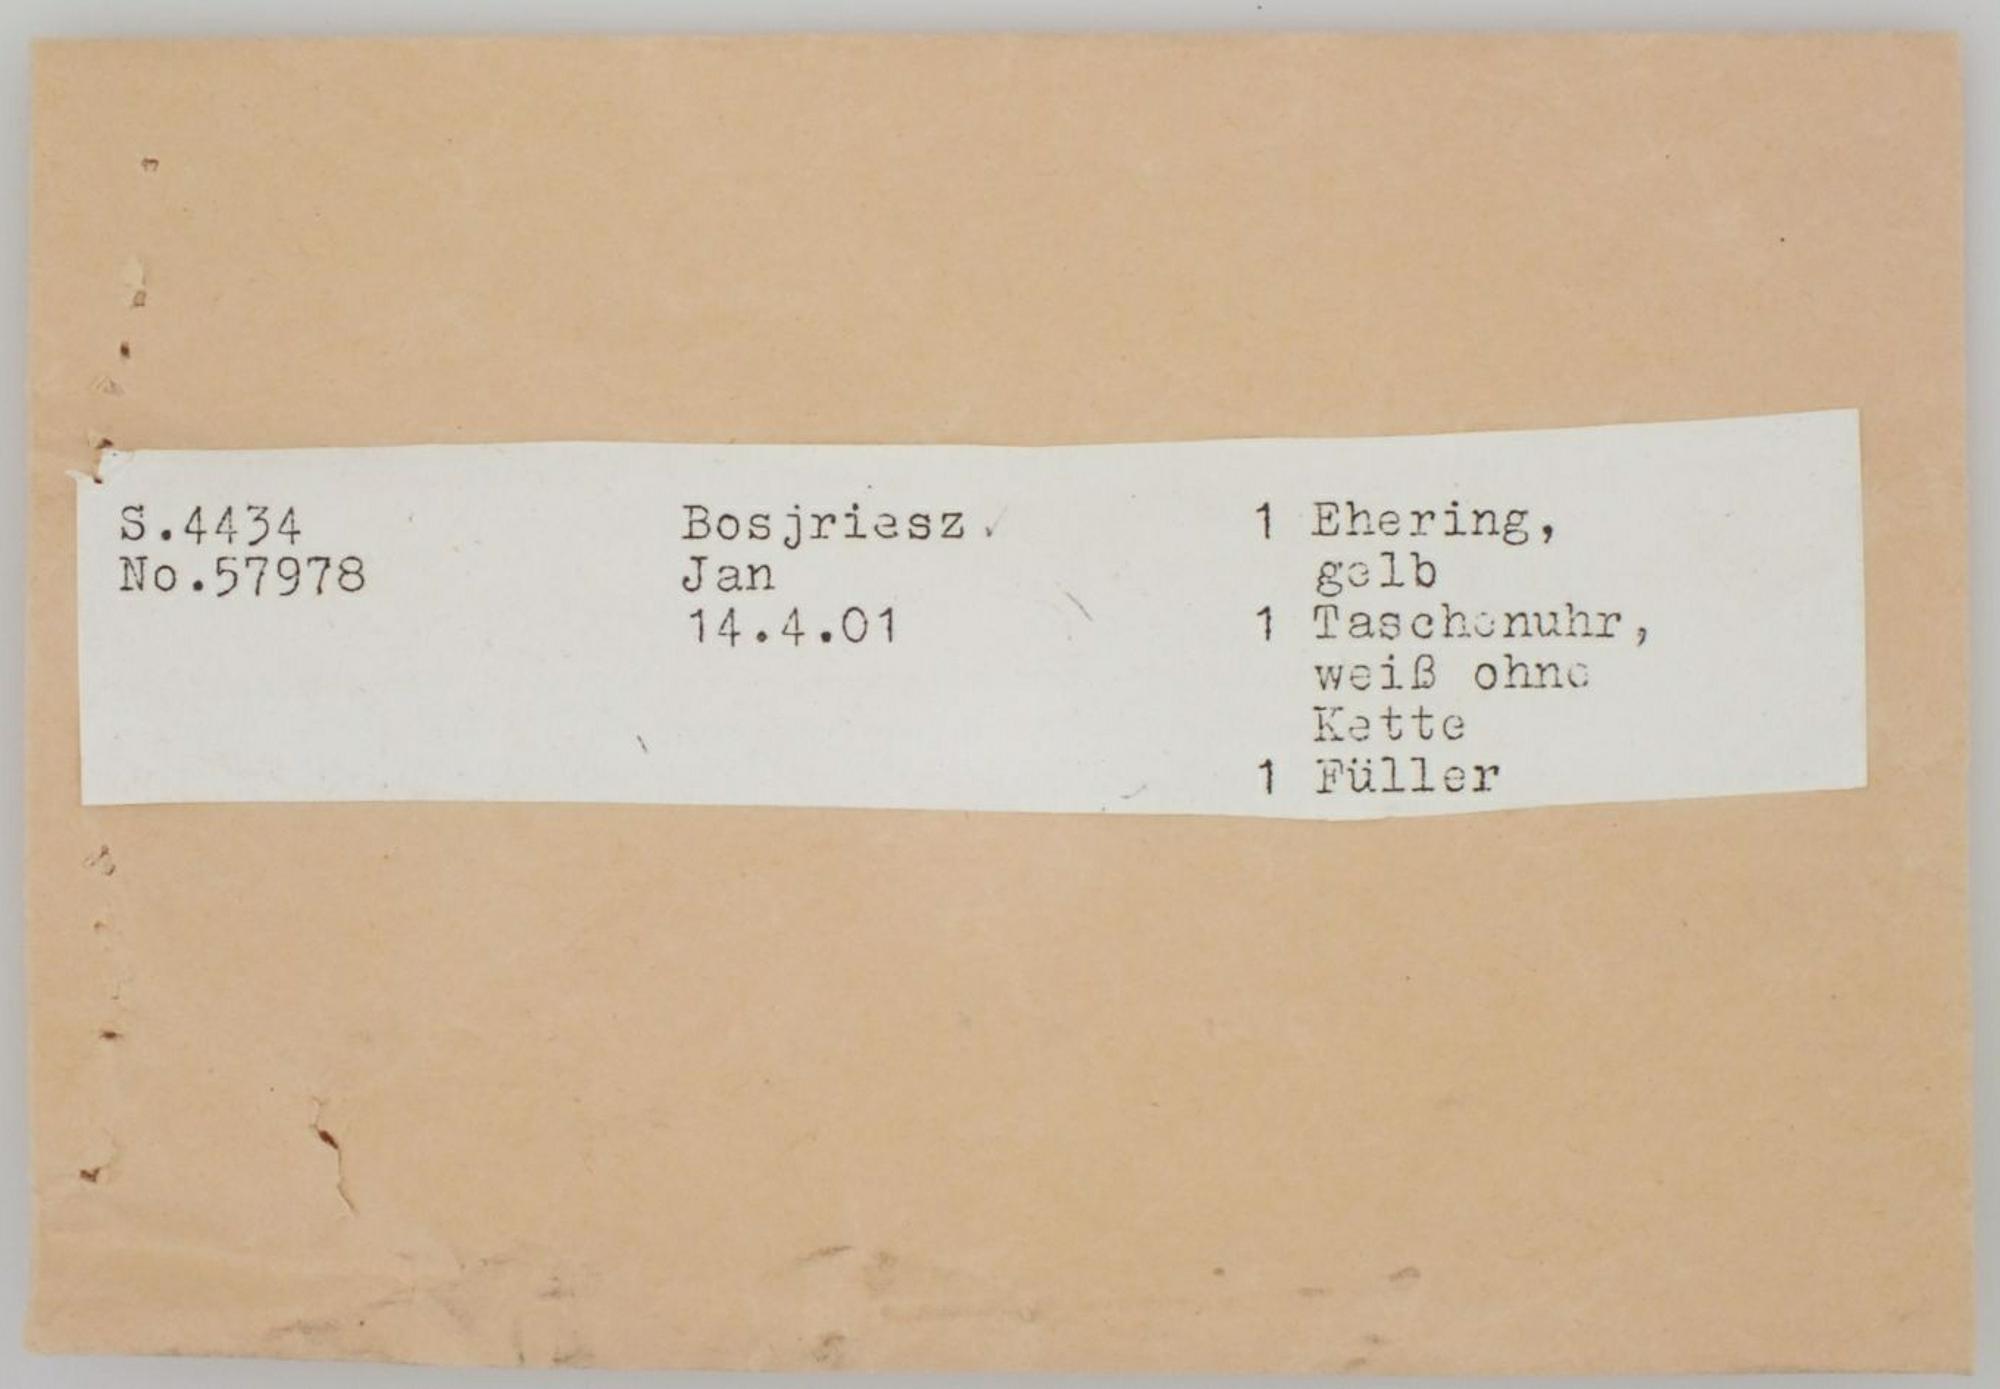 S.4434
No.57978
Bosjriesz
Jan
14.4.01
1 Ehering,
gelb
1 Taschenuhr,
weiß ohne
Kette
1 Füller